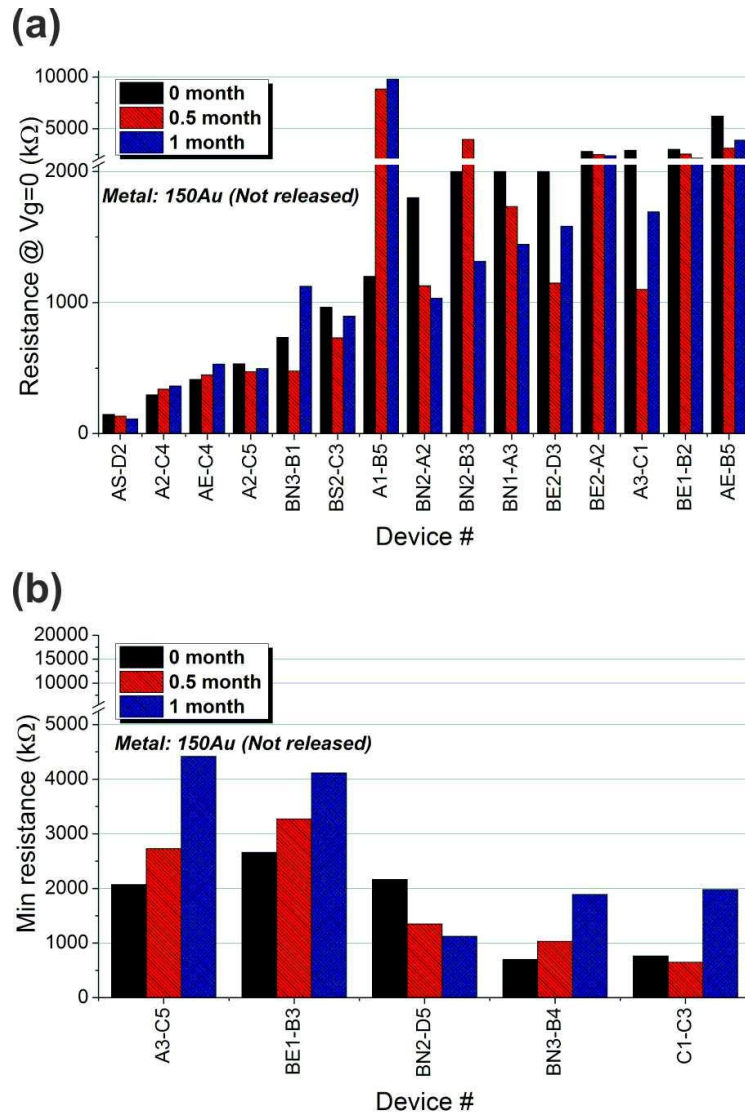 (a)
10000
5000
2000
1000
0
Resistance @ Vg=0 (kΩ)
0 month
0.5 month
1 month
Metal: 150Au (Not released)
AS-D2
A2-C4
AE-C4
A2-C5
BN3-B1
BS2-C3
A1-B5
BN2-A2
BN2-B3
BN1-A3
BE2-D3
BE2-A2
A3-C1
BE1-B2
AE-B5
Device #
(b)
20000
15000
10000
5000
4000
3000
2000
1000
0
Min resistance (kΩ)
0 month
0.5 month
1 month
Metal: 150Au (Not released)
A3-C5
BE1-B3
BN2-D5
BN3-B4
C1-C3
Device #